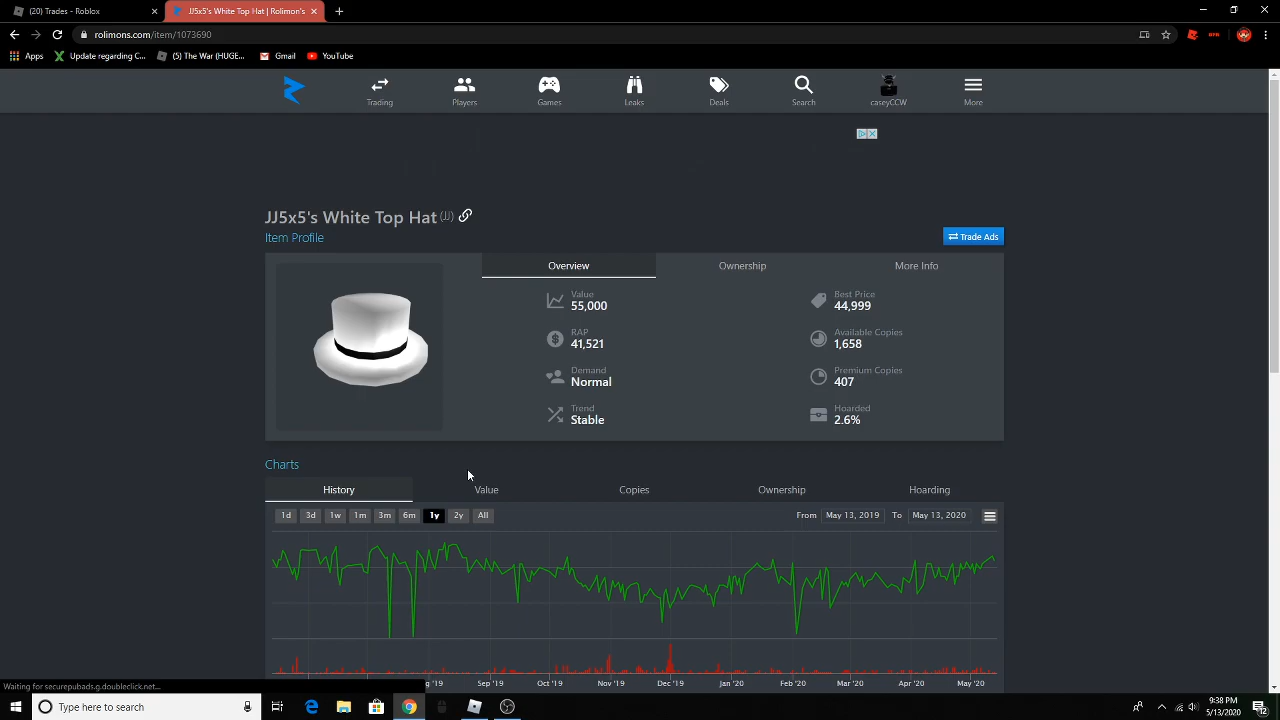 (20) Trades - Roblox
JJ5x5's White Top Hat | Rolimon's
rolimons.com/item/1073690
Apps
Update regarding C...
(5) The War (HUGE...
Gmail
YouTube
Trading
Players
Games
Leaks
Deals
Search
caseyCCW
More
JJ5x5's White Top Hat (JJ)
Item Profile
Trade Ads
Overview
Ownership
More Info
Value
55,000
Best Price
44,999
RAP
41,521
Available Copies
1,658
Demand
Normal
Premium Copies
407
Trend
Stable
Hoarded
2.6%
Charts
History
Value
Copies
Ownership
Hoarding
1d 3d 1w 1m 3m 6m 1y 2y All
From May 13, 2019 To May 13, 2020
g '19 Sep '19 Oct '19 Nov '19 Dec '19 Jan '20 Feb '20 Mar '20 Apr '20 May '20
Waiting for securepubads.g.doubleclick.net...
Type here to search
9:38 PM
5/13/2020
12